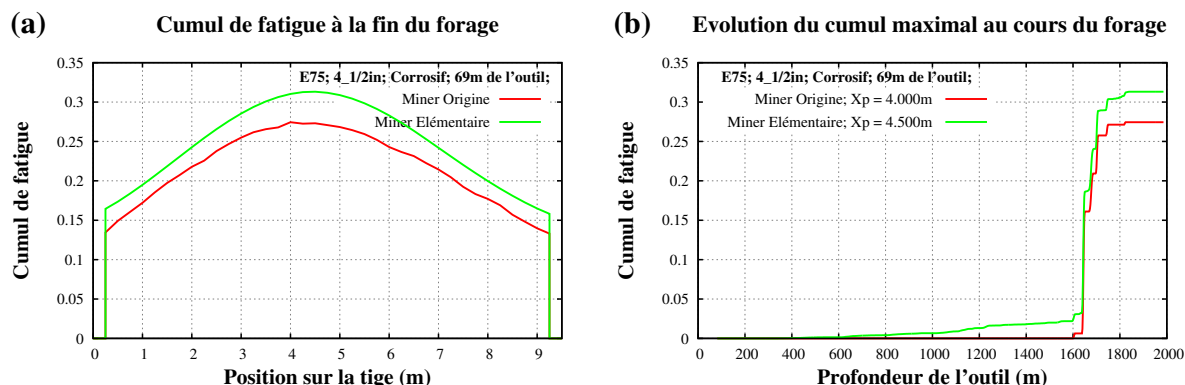 (a) Cumul de fatigue à la fin du forage
Cumul de fatigue
0.35
0.3
0.25
0.2
0.15
0.1
0.05
0
E75; 4_1/2in; Corrosif; 69m de l'outil;
Miner Origine
Miner Elémentaire
0 1 2 3 4 5 6 7 8 9
Position sur la tige (m)
(b) Evolution du cumul maximal au cours du forage
Cumul de fatigue
0.35
0.3
0.25
0.2
0.15
0.1
0.05
0
E75; 4_1/2in; Corrosif; 69m de l'outil;
Miner Origine; Xp = 4.000m
Miner Elémentaire; Xp = 4.500m
0 200 400 600 800 1000 1200 1400 1600 1800 2000
Profondeur de l'outil (m)